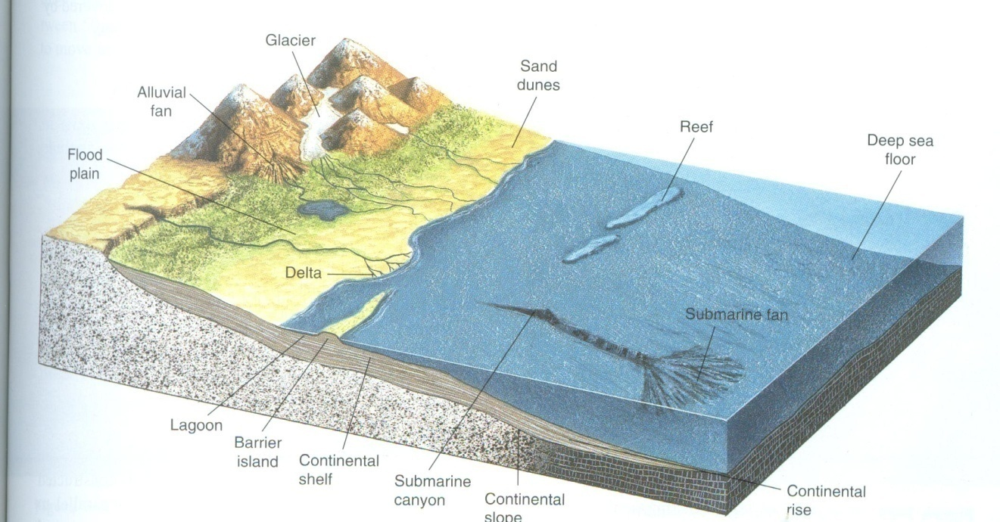 Glacier
Sand
dunes
Alluvial
fan
Reef
Deep sea
floor
Flood
plain
Delta
Submarine fan
Lagoon
Barrier
island
Continental
shelf
Submarine
canyon
Continental
slope
Continental
rise